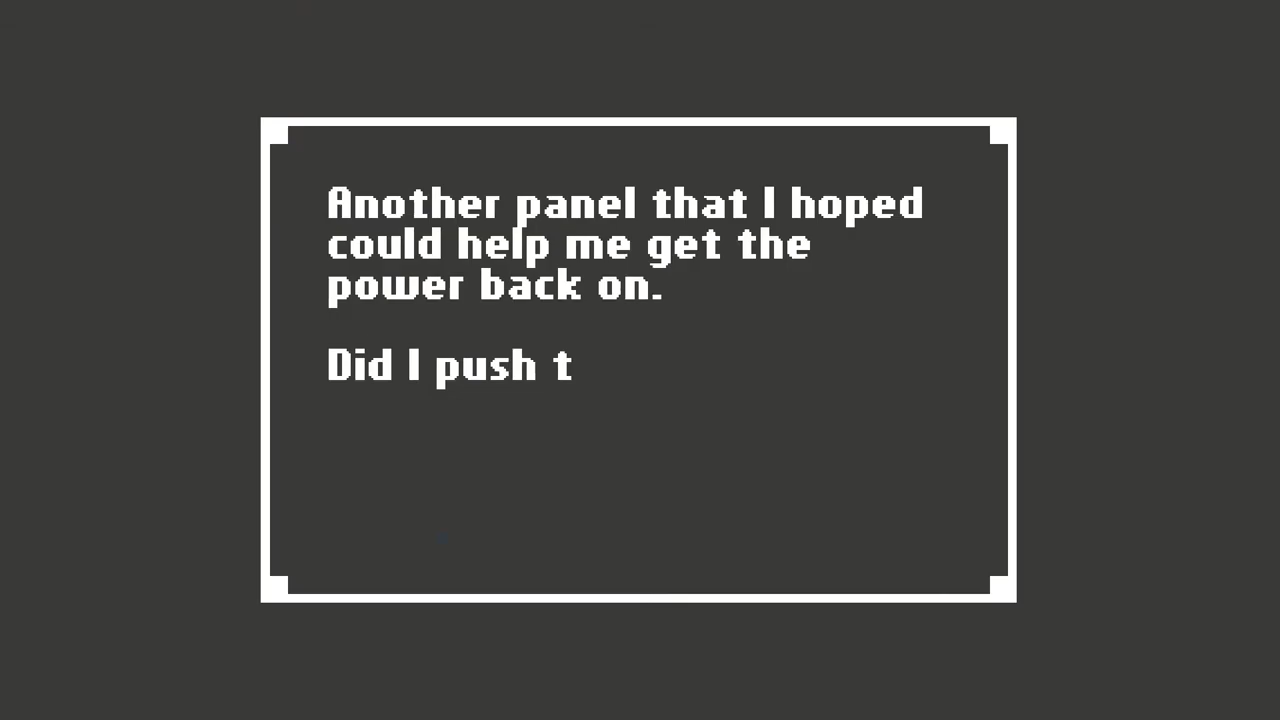 Another panel that I hoped
could help me get the
power back on.
Did I push t